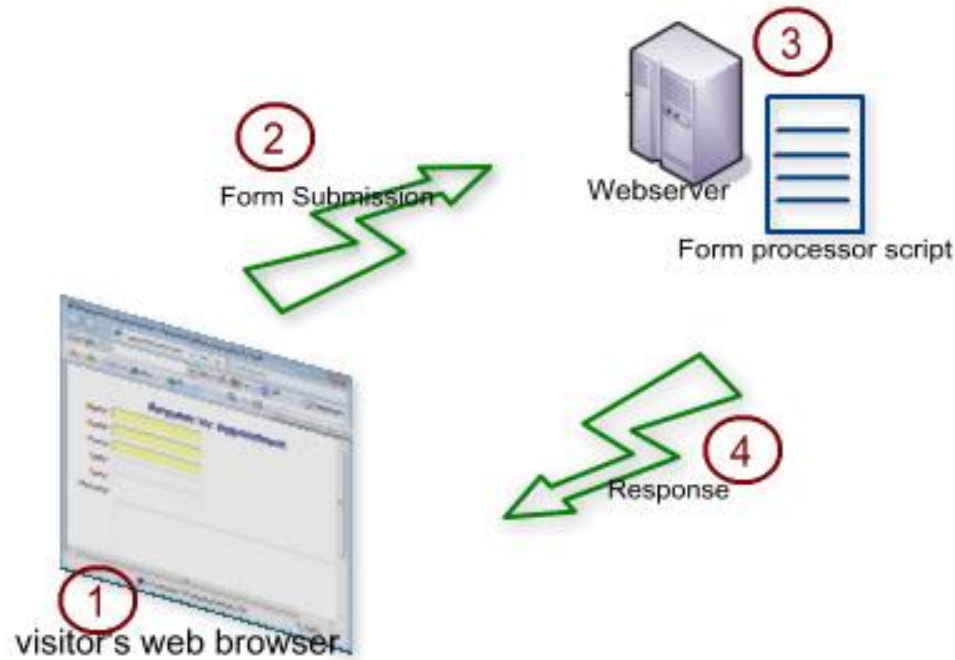 3
2
Form Submission
Webserver
Form processor script
4
Response
1
visitor's web browser